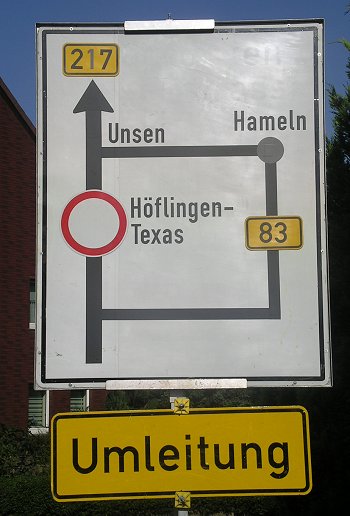 217
Unsen
Hameln
Höflingen-
Texas
83
Umleitung